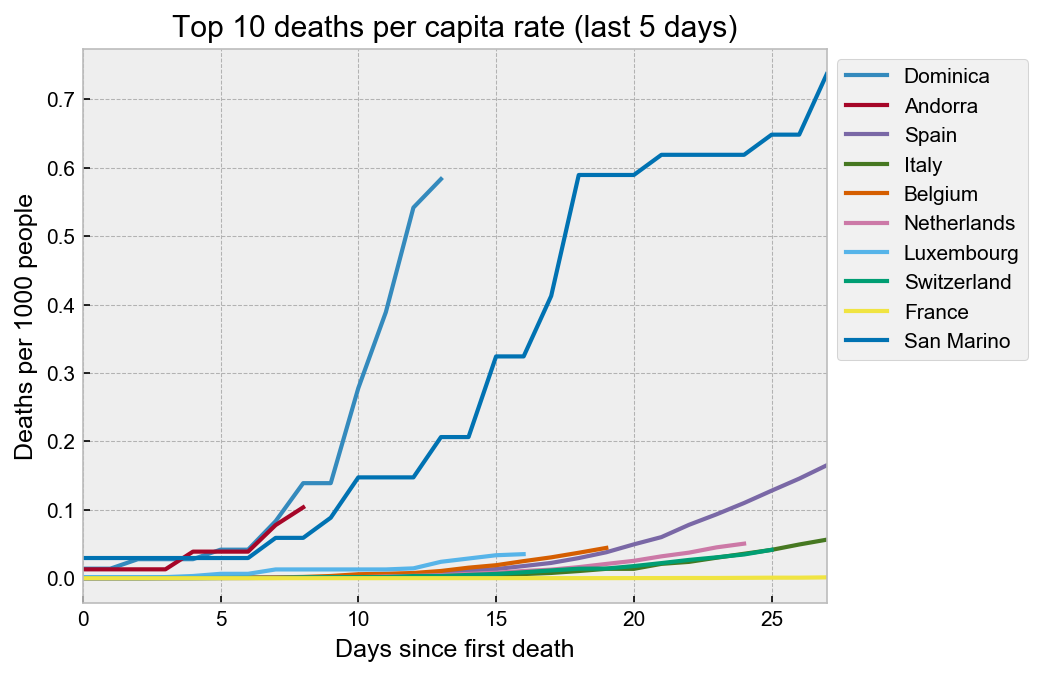 Top 10 deaths per capita rate (last 5 days)
Deaths per 1000 people
0.7
0.6
0.5
0.4
0.3
0.2
0.1
0.0
0
5
10
15
20
25
Days since first death
Dominica
Andorra
Spain
Italy
Belgium
Netherlands
Luxembourg
Switzerland
France
San Marino